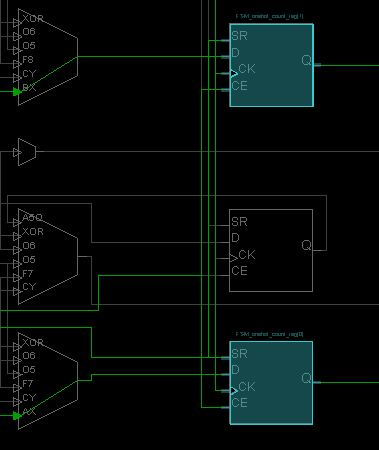 XOR
O6
O5
F8
CY
BX
FSM_onehot_count_reg[1]
SR
D
CK
CE
Q
A5Q
XOR
O6
O5
F7
CY
SR
D
CK
CE
Q
XOR
O6
O5
F7
CY
AX
FSM_onehot_count_reg[0]
SR
D
CK
CE
Q